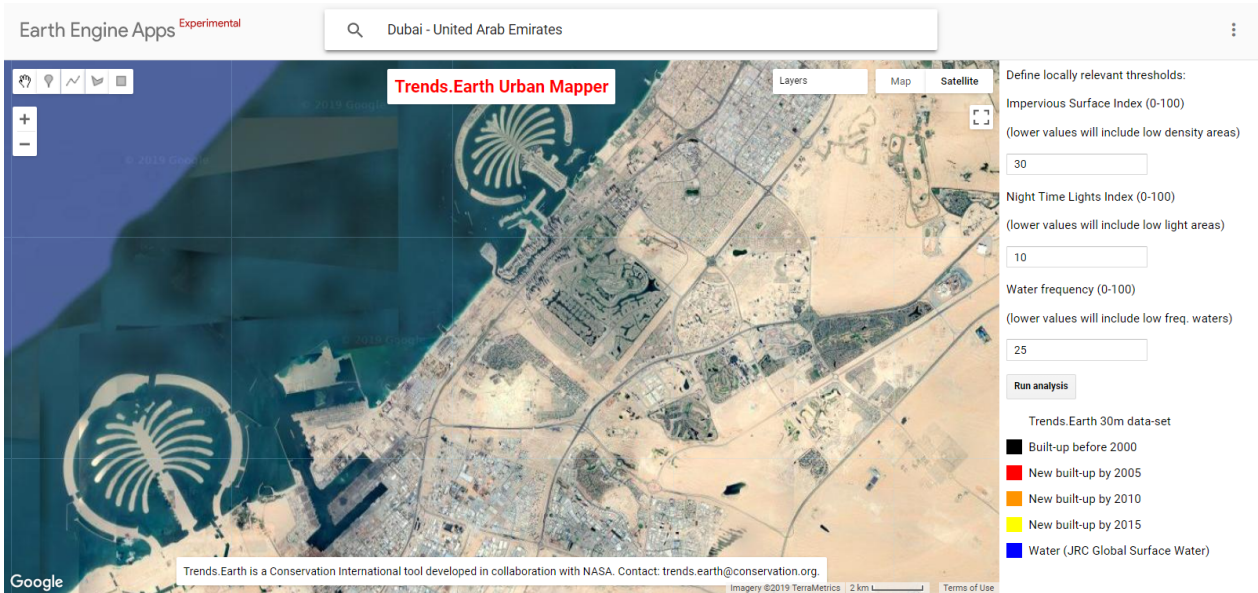 Earth Engine Apps Experimental
Dubai - United Arab Emirates
Trends.Earth Urban Mapper
Layers
Map Satellite
© 2019 Google
© 2019 Google
© 2019 Google
+
−
Define locally relevant thresholds:
Impervious Surface Index (0-100)
(lower values will include low density areas)
30
Night Time Lights Index (0-100)
(lower values will include low light areas)
10
Water frequency (0-100)
(lower values will include low freq. waters)
25
Run analysis
Trends.Earth 30m data-set
Built-up before 2000
New built-up by 2005
New built-up by 2010
New built-up by 2015
Water (JRC Global Surface Water)
Trends.Earth is a Conservation International tool developed in collaboration with NASA. Contact: trends.earth@conservation.org.
Google
Imagery ©2019 TerraMetrics 2 km Terms of Use